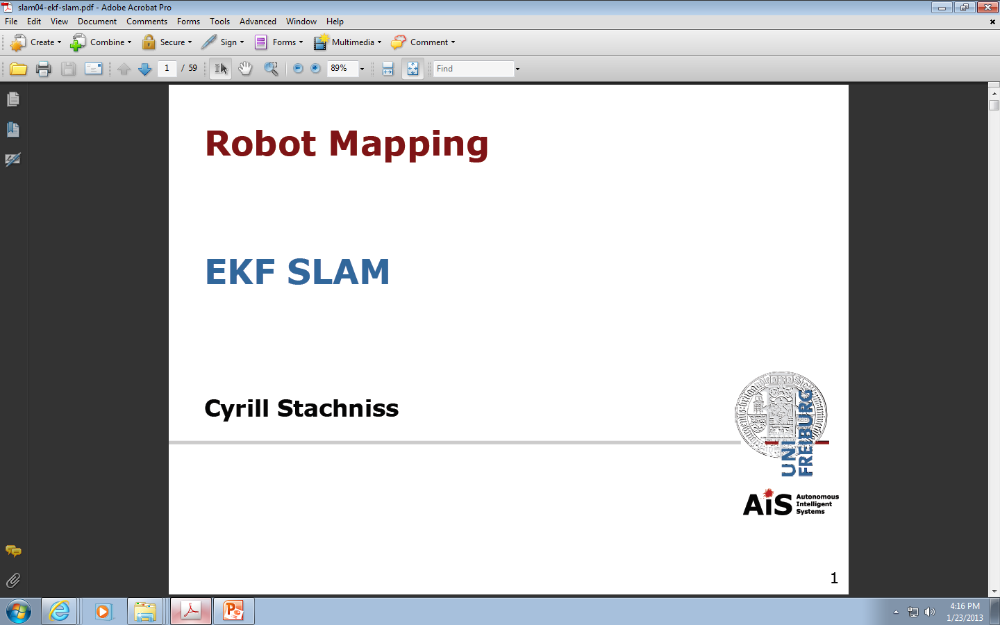 slam04-ekf-slam.pdf - Adobe Acrobat Pro
File Edit View Document Comments Forms Tools Advanced Window Help
Create Combine Secure Sign Forms Multimedia Comment
1 / 59 89% Find
Robot Mapping
EKF SLAM
Cyrill Stachniss
UNI
FREIBURG
AiS Autonomous
Intelligent
Systems
1
4:16 PM
1/23/2013